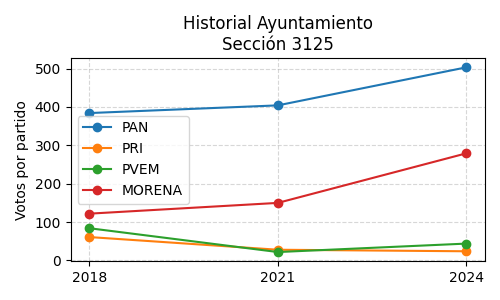 Historial Ayuntamiento
Sección 3125
Votos por partido
500
400
300
200
100
0
PAN
PRI
PVEM
MORENA
2018
2021
2024